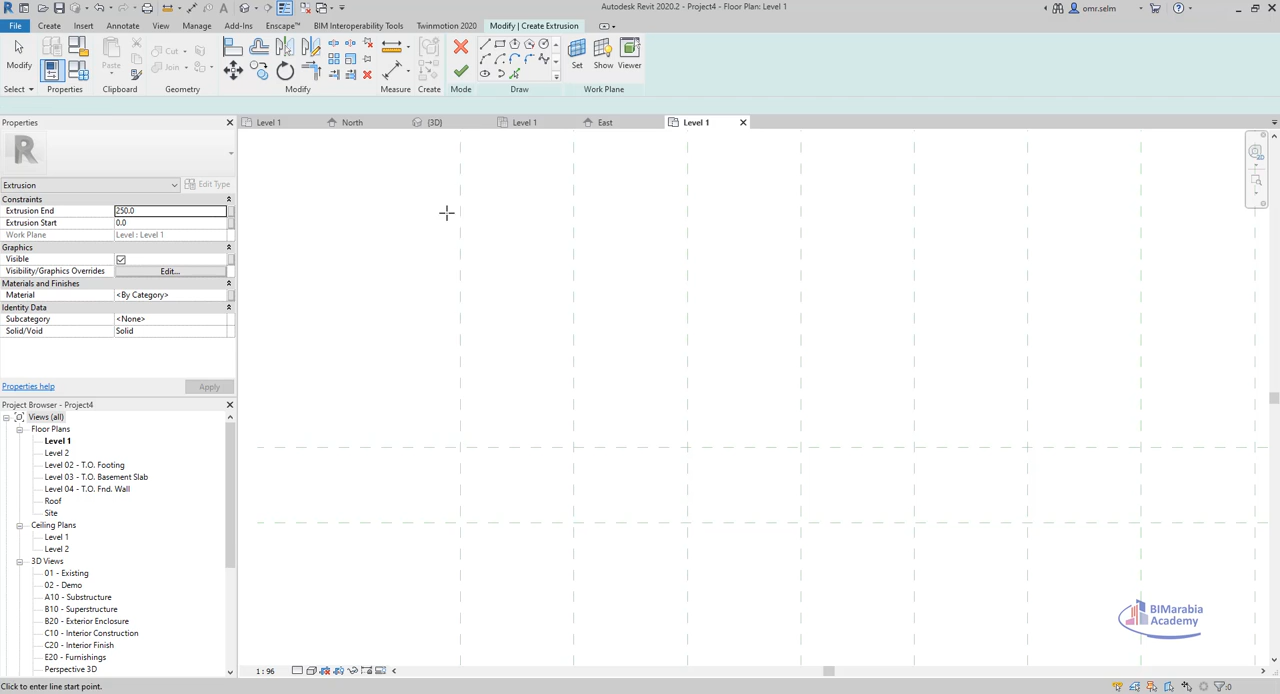 Autodesk Revit 2020.2 - Project4 - Floor Plan: Level 1
omr.selm
File Create Insert Annotate View Manage Add-Ins Enscape™ BIM Interoperability Tools Twinmotion 2020 Modify | Create Extrusion
Modify
Paste
Cut
Join
Set Show Viewer
Select Properties Clipboard Geometry Modify Measure Create Mode Draw Work Plane
Properties
Level 1 North {3D} Level 1 East Level 1
Extrusion Edit Type
Constraints
Extrusion End 250.0
Extrusion Start 0.0
Work Plane Level : Level 1
Graphics
Visible
Visibility/Graphics Overrides Edit...
Materials and Finishes
Material <By Category>
Identity Data
Subcategory <None>
Solid/Void Solid
Properties help Apply
Project Browser - Project4
Views (all)
Floor Plans
Level 1
Level 2
Level 02 - T.O. Footing
Level 03 - T.O. Basement Slab
Level 04 - T.O. Fnd. Wall
Roof
Site
Ceiling Plans
Level 1
Level 2
3D Views
01 - Existing
02 - Demo
A10 - Substructure
B10 - Superstructure
B20 - Exterior Enclosure
C10 - Interior Construction
C20 - Interior Finish
E20 - Furnishings
Perspective 3D
BIMarabia
Academy
1 : 96
Click to enter line start point.
:0